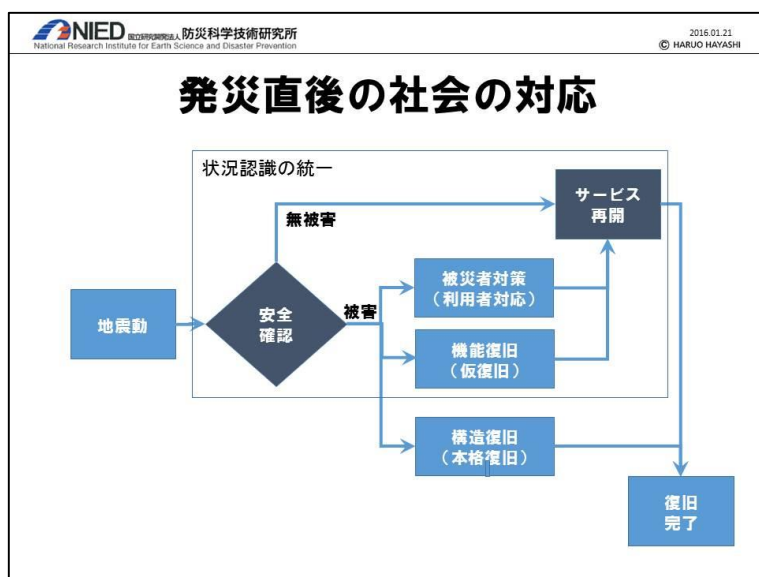 NIED 国立研究開発法人 防災科学技術研究所
National Research Institute for Earth Science and Disaster Prevention
2016.01.21
© HARUO HAYASHI
発災直後の社会の対応
状況認識の統一
サービス
再開
無被害
被災者対策
(利用者対応)
地震動
安全
確認
被害
機能復旧
(仮復旧)
構造復旧
(本格復旧)
復旧
完了